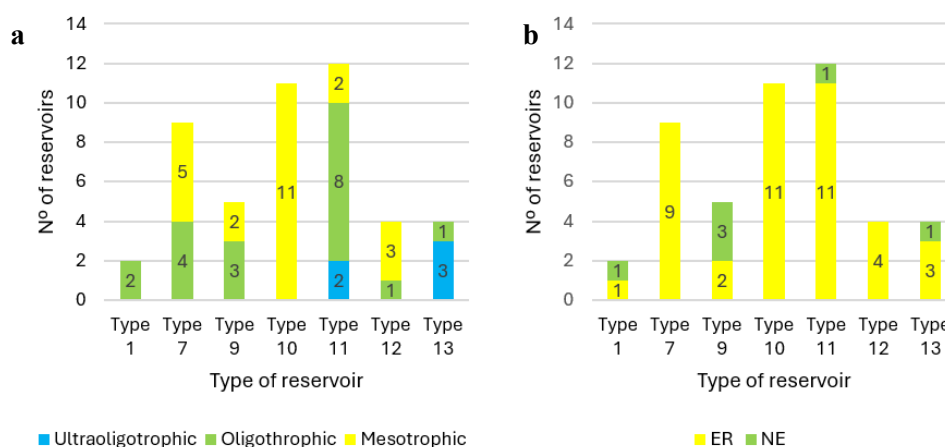 a
14
12
10
8
6
4
2
0
Nº of reservoirs
2
4
5
3
2
11
2
8
2
1
3
3
1
Type 1
Type 7
Type 9
Type 10
Type 11
Type 12
Type 13
Type of reservoir
Ultraoligotrophic Oligothrophic Mesotrophic
b
14
12
10
8
6
4
2
0
Nº of reservoirs
1
1
9
2
3
11
11
1
4
3
1
Type 1
Type 7
Type 9
Type 10
Type 11
Type 12
Type 13
Type of reservoir
ER NE